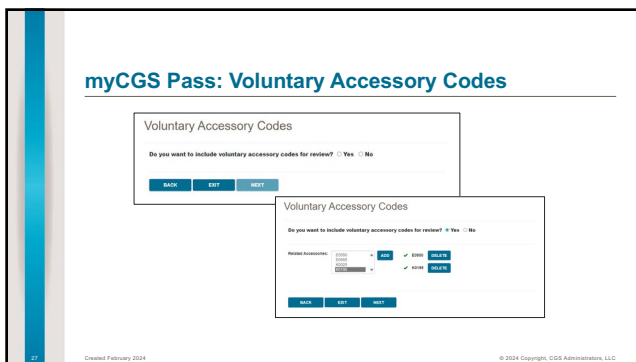 myCGS Pass: Voluntary Accessory Codes
Voluntary Accessory Codes
Do you want to include voluntary accessory codes for review? Yes No
BACK EXIT NEXT
Voluntary Accessory Codes
Do you want to include voluntary accessory codes for review? Yes No
Related Accessories: ADD E0950 DELETE
K0195 DELETE
K0195
BACK EXIT NEXT
27 Created February 2024 © 2024 Copyright, CGS Administrators, LLC